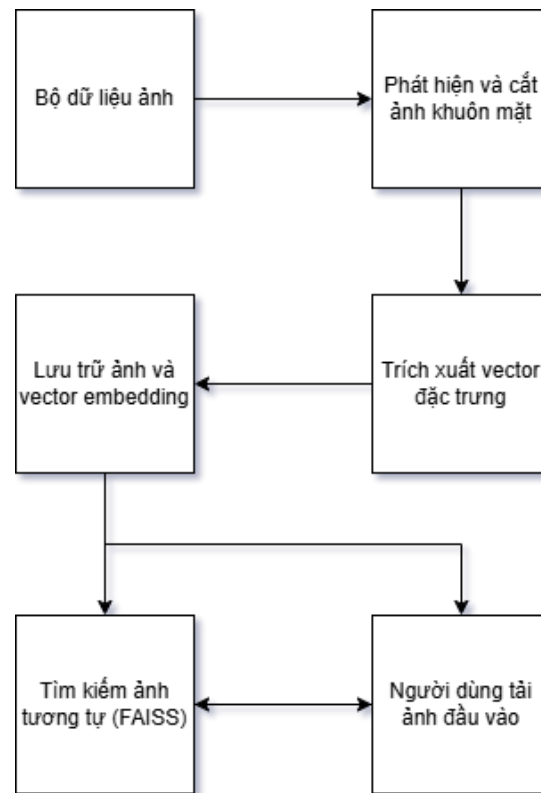 Bộ dữ liệu ảnh
Phát hiện và cắt
ảnh khuôn mặt
Lưu trữ ảnh và
vector embedding
Trích xuất vector
đặc trưng
Tìm kiếm ảnh
tương tự (FAISS)
Người dùng tải
ảnh đầu vào